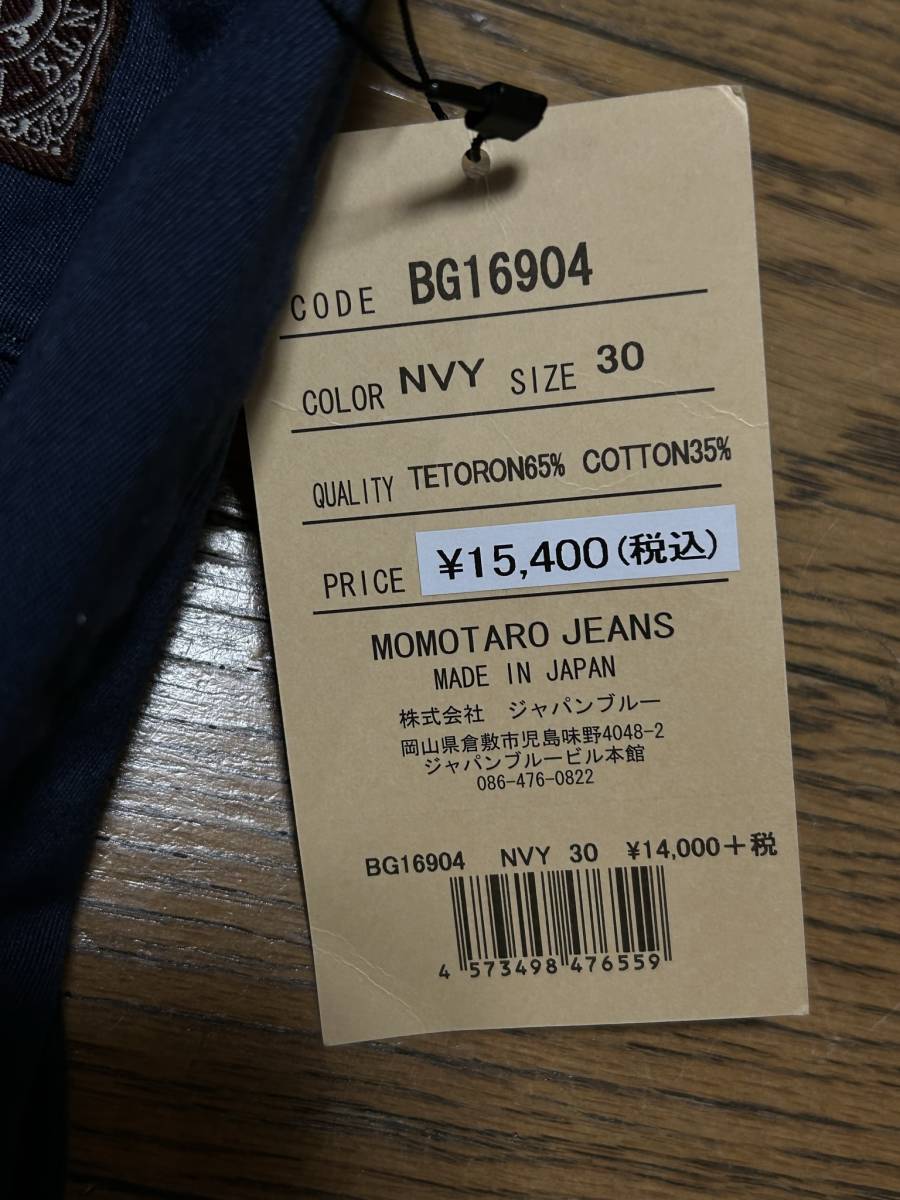 CODE BG16904
COLOR NVY SIZE 30
QUALITY TETORON65% COTTON35%
PRICE ¥15,400(税込)
MOMOTARO JEANS
MADE IN JAPAN
株式会社 ジャパンブルー
岡山県倉敷市児島味野4048-2
ジャパンブルービル本館
086-476-0822
BG16904 NVY 30 ¥14,000+税
4 573498 476559